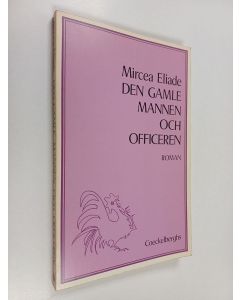 Mircea Eliade
DEN GAMLE
MANNEN
OCH
OFFICEREN
ROMAN
Coeckelberghs